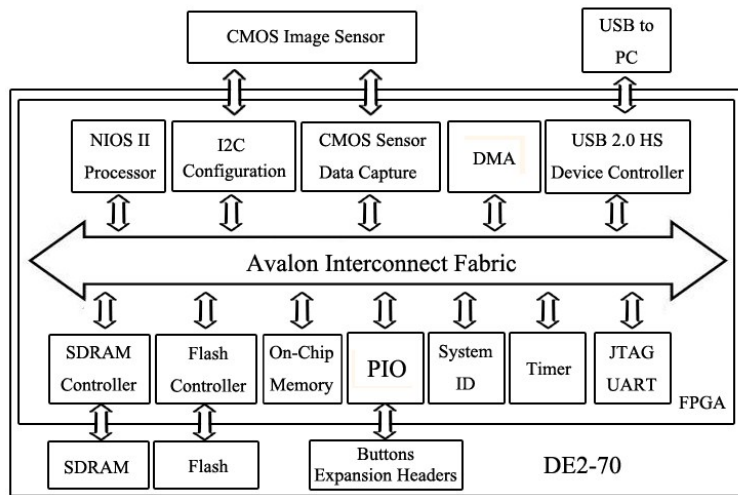 CMOS Image Sensor
USB to
PC
NIOS II
Processor
I2C
Configuration
CMOS Sensor
Data Capture
DMA
USB 2.0 HS
Device Controller
Avalon Interconnect Fabric
SDRAM
Controller
Flash
Controller
On-Chip
Memory
PIO
System
ID
Timer
JTAG
UART
FPGA
SDRAM
Flash
Buttons
Expansion Headers
DE2-70